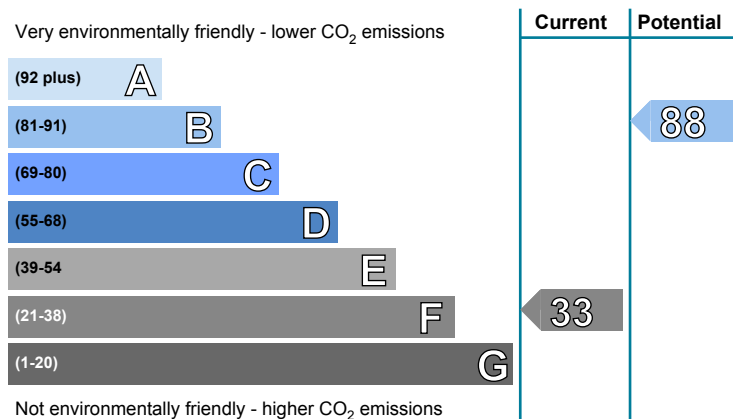 Very environmentally friendly - lower CO₂ emissions
Current
Potential
(92 plus) A
(81-91) B
88
(69-80) C
(55-68) D
(39-54 E
(21-38) F
33
(1-20) G
Not environmentally friendly - higher CO₂ emissions